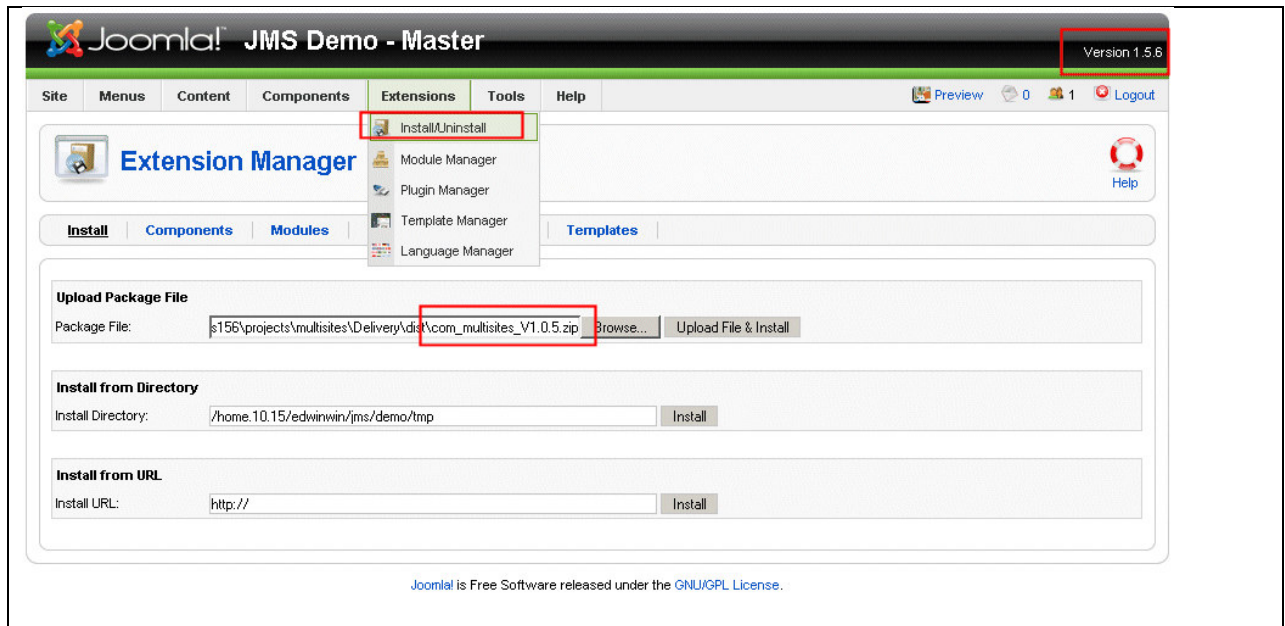 Joomla!™ JMS Demo - Master
Version 1.5.6
Site Menus Content Components Extensions Tools Help Preview 0 1 Logout
Install/Uninstall
Module Manager
Plugin Manager
Template Manager
Language Manager
Extension Manager
Help
Install Components Modules Templates
Upload Package File
Package File: s156\projects\multisites\Delivery\dist\com_multisites_V1.0.5.zip Browse... Upload File & Install
Install from Directory
Install Directory: /home.10.15/edwinwin/jms/demo/tmp Install
Install from URL
Install URL: http:// Install
Joomla! is Free Software released under the GNU/GPL License.